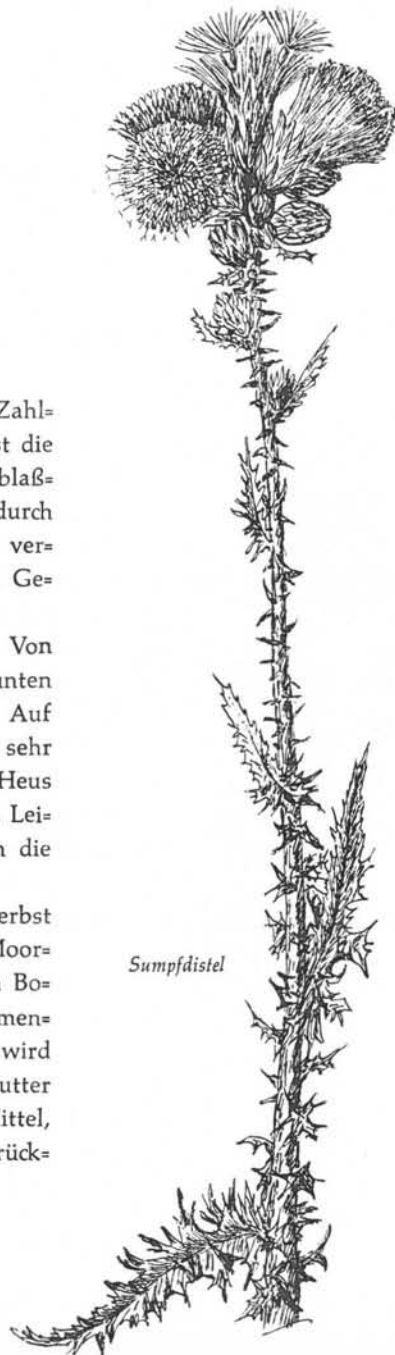 Zahl=
st die
blaß=
durch
ver=
Ge=
Von
unten
Auf
sehr
Heus
Lei=
n die
erbst
Moor=
n Bo=
men=
wird
utter
ittel,
rück=
Sumpfdistel